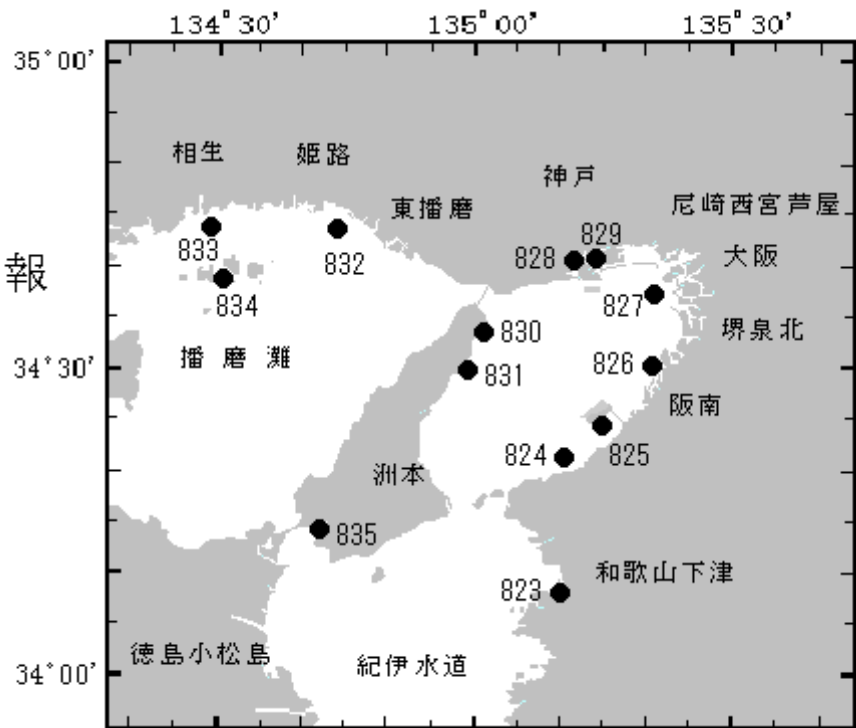 134°30' 135°00' 135°30'
35°00'
相生 姫路 神戸
東播磨 尼崎西宮芦屋
833 832 828 829 大阪
報
834 827
830 堺泉北
播磨灘 826
34°30'
831 阪南
824 825
洲本
835
823 和歌山下津
徳島小松島 紀伊水道
34°00'